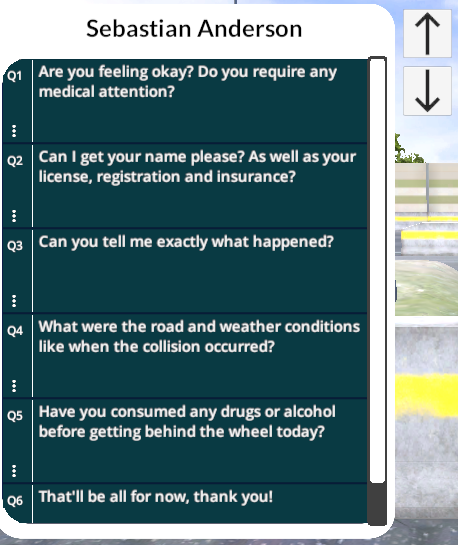 Sebastian Anderson
Q1 Are you feeling okay? Do you require any
medical attention?
Q2 Can I get your name please? As well as your
license, registration and insurance?
Q3 Can you tell me exactly what happened?
Q4 What were the road and weather conditions
like when the collision occurred?
Q5 Have you consumed any drugs or alcohol
before getting behind the wheel today?
Q6 That'll be all for now, thank you!